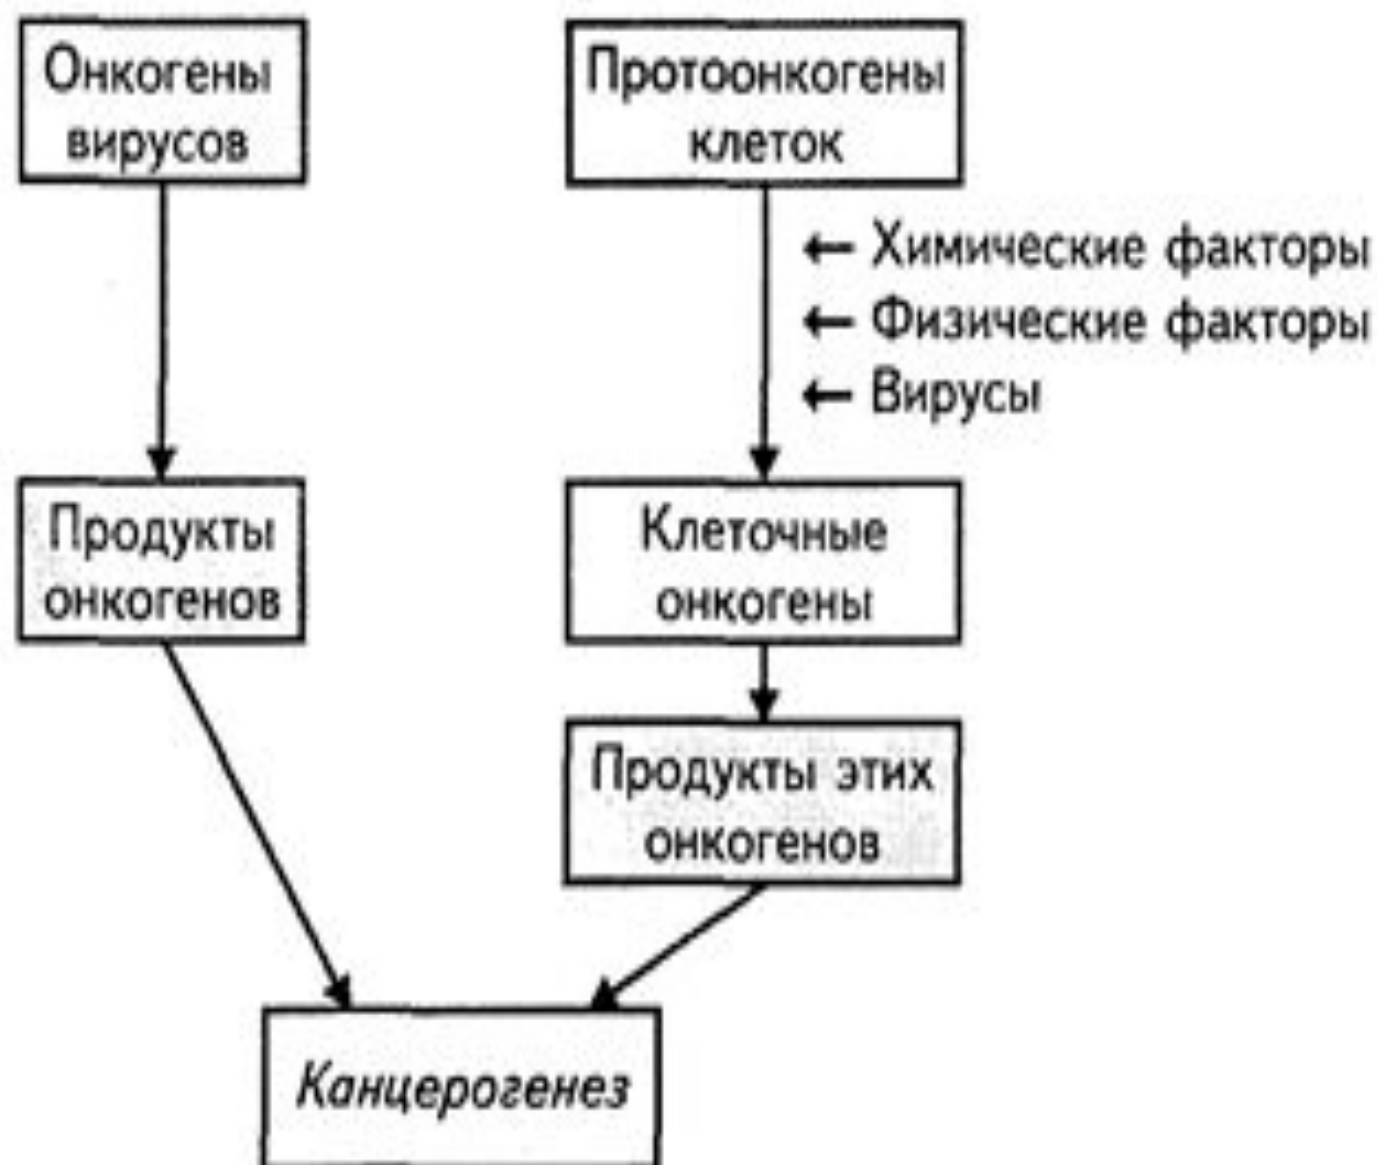 Онкогены
вирусов
Протоонкогены
клеток
← Химические факторы
← Физические факторы
← Вирусы
Продукты
онкогенов
Клеточные
онкогены
Продукты этих
онкогенов
Канцерогенез